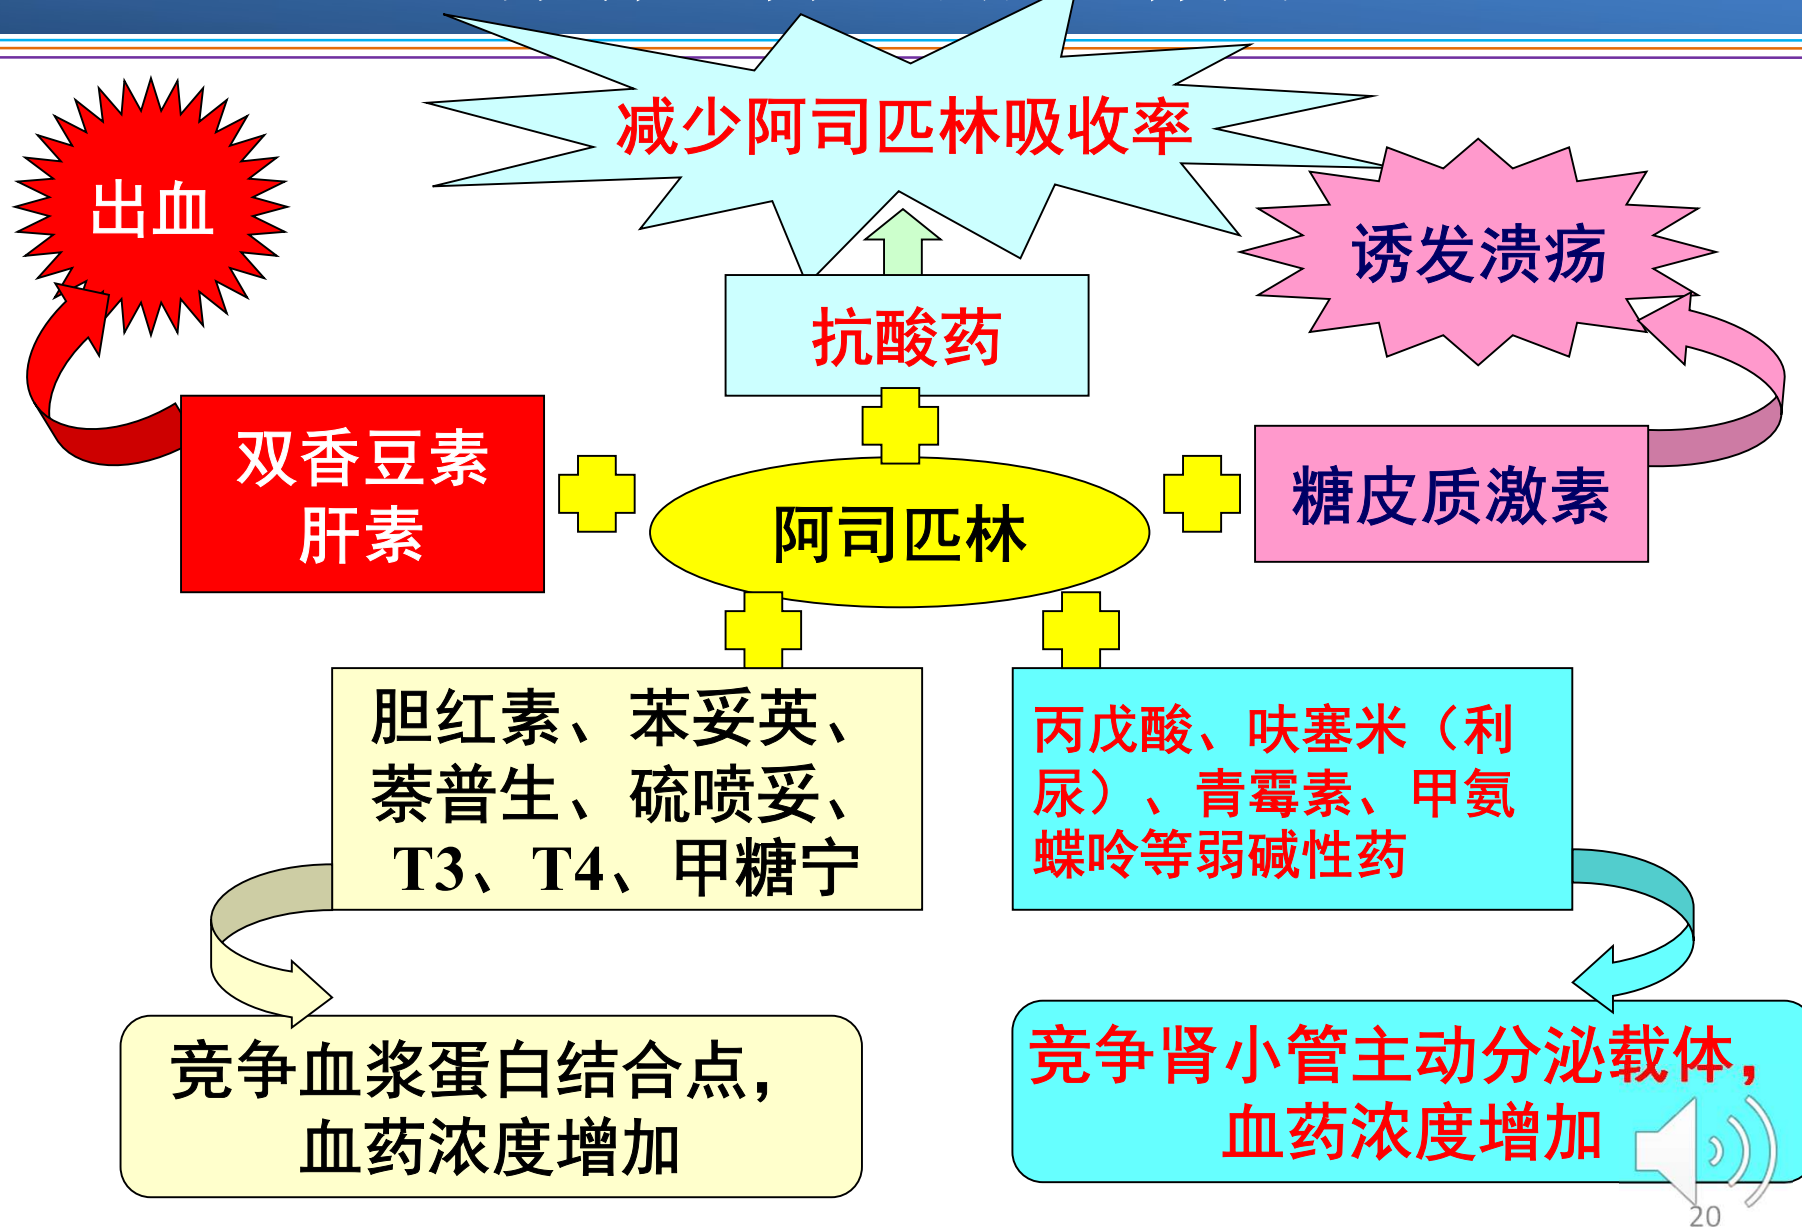 减少阿司匹林吸收率
出血
诱发溃疡
抗酸药
双香豆素
肝素
阿司匹林
糖皮质激素
胆红素、苯妥英、
萘普生、硫喷妥、
T3、T4、甲糖宁
丙戊酸、呋塞米（利
尿）、青霉素、甲氨
蝶呤等弱碱性药
竞争血浆蛋白结合点，
血药浓度增加
竞争肾小管主动分泌载体，
血药浓度增加
20